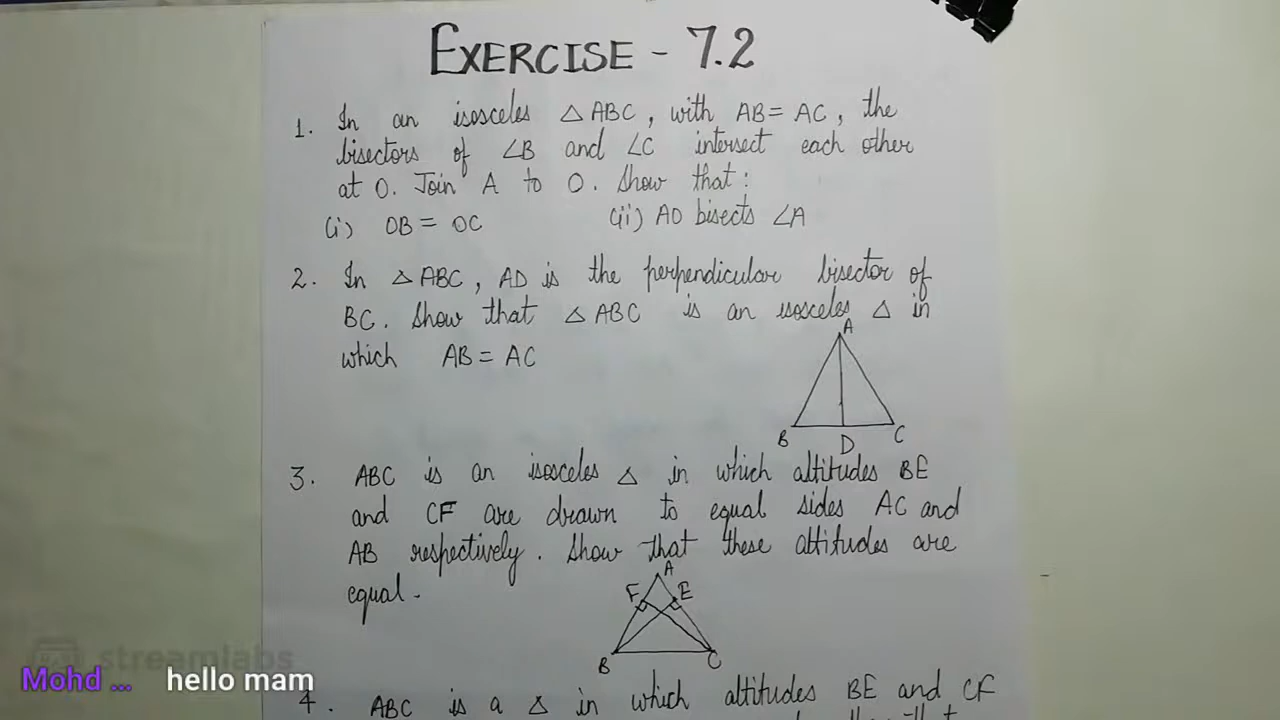 EXERCISE - 7.2
1. In an isosceles △ ABC, with AB = AC, the
bisectors of ∠B and ∠C intersect each other
at O. Join A to O. Show that :
(i) OB = OC (ii) AO bisects ∠A
2. In △ ABC, AD is the perpendicular bisector of
BC. Show that △ ABC is an isosceles △ in
which AB = AC
A
B D C
3. ABC is an isosceles △ in which altitudes BE
and CF are drawn to equal sides AC and
AB respectively. Show that these altitudes are
equal.
A
F E
B C
streamlabs
Mohd ... hello mam
4. ABC is a △ in which altitudes BE and CF